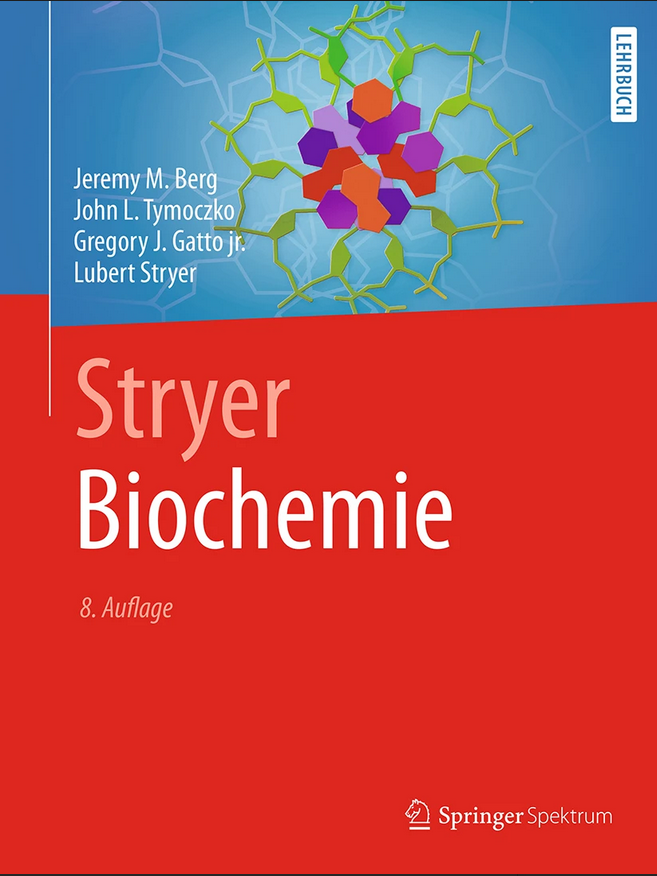 LEHRBUCH
Jeremy M. Berg
John L. Tymoczko
Gregory J. Gatto jr.
Lubert Stryer
Stryer
Biochemie
8. Auflage
Springer Spektrum